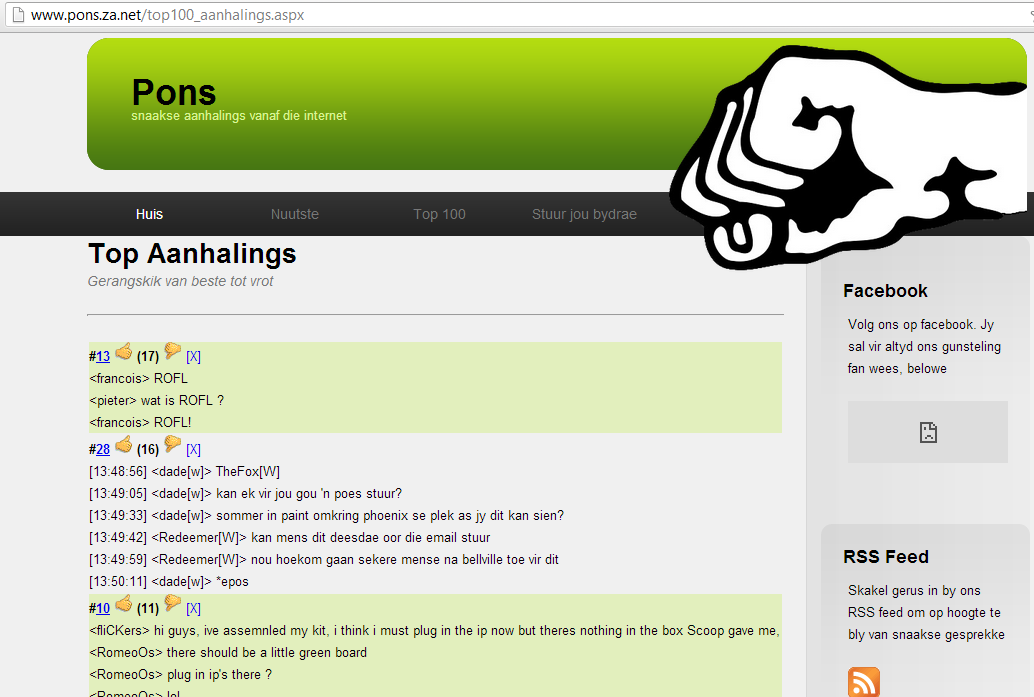 www.pons.za.net/top100_aanhalings.aspx
Pons
snaakse aanhalings vanaf die internet
Huis Nuutste Top 100 Stuur jou bydrae
Top Aanhalings
Gerangskik van beste tot vrot
#13 (17) [X]
<francois> ROFL
<pieter> wat is ROFL ?
<francois> ROFL!
#28 (16) [X]
[13:48:56] <dade[w]> TheFox[W]
[13:49:05] <dade[w]> kan ek vir jou gou 'n poes stuur?
[13:49:33] <dade[w]> sommer in paint omkring phoenix se plek as jy dit kan sien?
[13:49:42] <Redeemer[W]> kan mens dit deesdae oor die email stuur
[13:49:59] <Redeemer[W]> nou hoekom gaan sekere mense na bellville toe vir dit
[13:50:11] <dade[w]> *epos
#10 (11) [X]
<fliCKers> hi guys, ive assemnled my kit, i think i must plug in the ip now but theres nothing in the box Scoop gave me,
<RomeoOs> there should be a little green board
<RomeoOs> plug in ip's there ?
<RomeoOs> lol
Facebook
Volg ons op facebook. Jy
sal vir altyd ons gunsteling
fan wees, belowe
RSS Feed
Skakel gerus in by ons
RSS feed om op hoogte te
bly van snaakse gesprekke